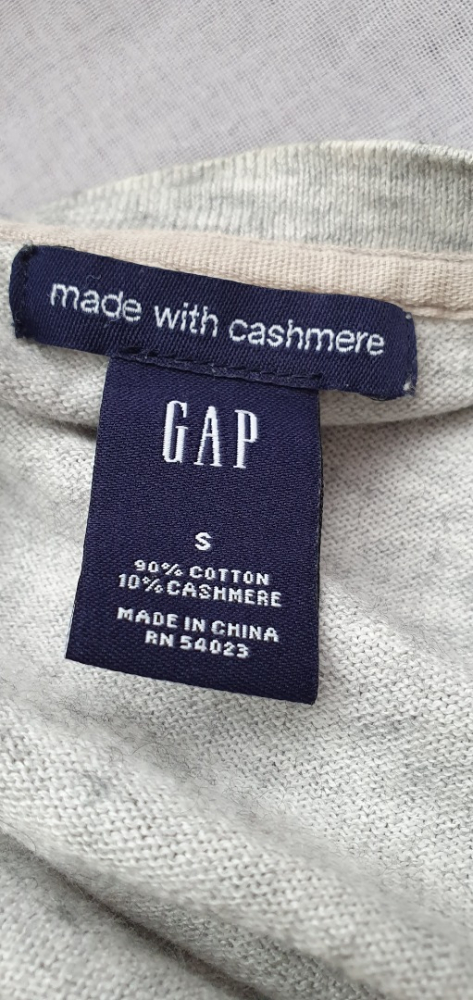 made with cashmere
GAP
S
90% COTTON
10% CASHMERE
MADE IN CHINA
RN 54023